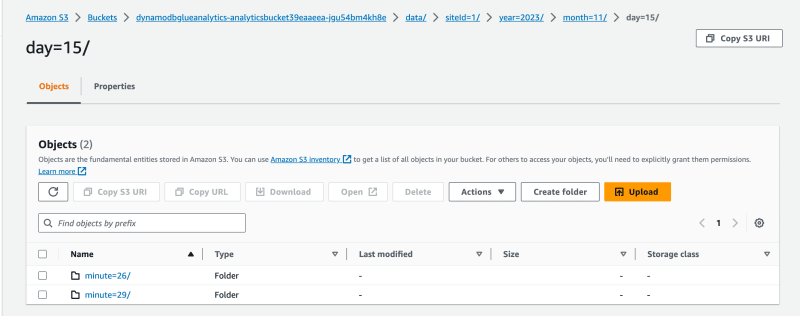 Amazon S3 > Buckets > dynamodbglueanalytics-analyticsbucket39eaaeea-jgu54bm4kh8e > data/ > siteId=1/ > year=2023/ > month=11/ > day=15/
day=15/
Copy S3 URI
Objects Properties
Objects (2)
Objects are the fundamental entities stored in Amazon S3. You can use Amazon S3 inventory to get a list of all objects in your bucket. For others to access your objects, you'll need to explicitly grant them permissions.
Learn more
Copy S3 URI Copy URL Download Open Delete Actions Create folder Upload
Find objects by prefix
1
Name Type Last modified Size Storage class
minute=26/ Folder - - -
minute=29/ Folder - - -